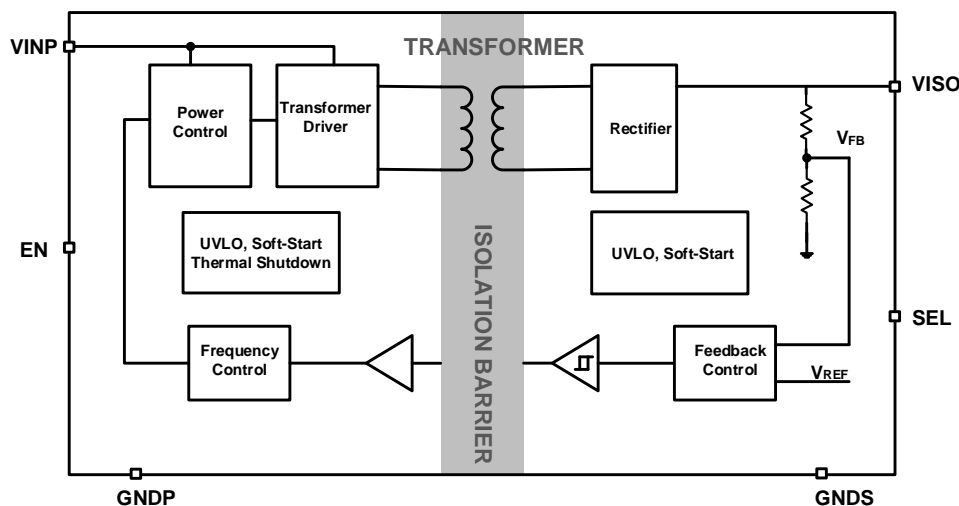 VINP
TRANSFORMER
VISO
Power
Control
Transformer
Driver
Rectifier
VFB
EN
UVLO, Soft-Start
Thermal Shutdown
ISOLATION BARRIER
UVLO, Soft-Start
SEL
Frequency
Control
Feedback
Control
VREF
GNDP
GNDS